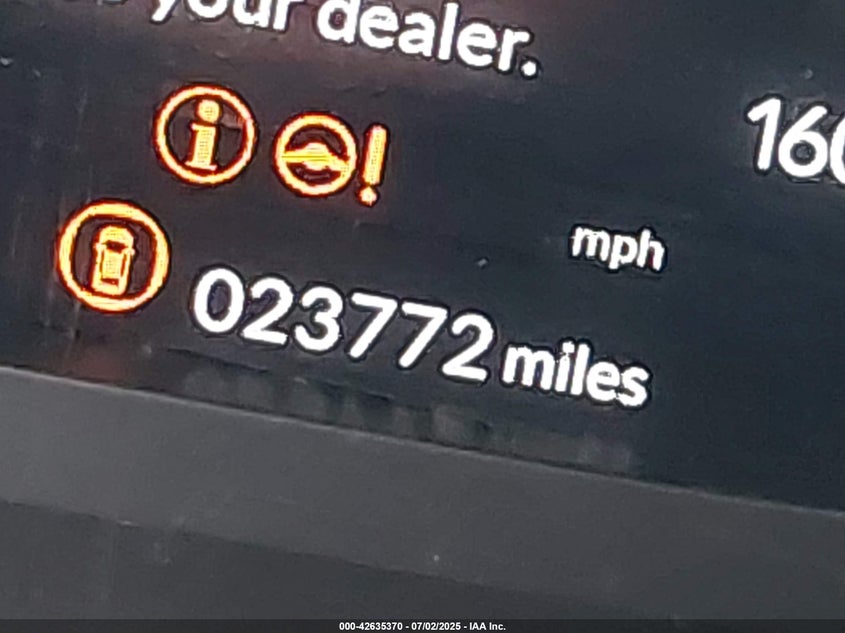 your dealer.
160
mph
023772 miles
000-42635370 - 07/02/2025 - IAA Inc.